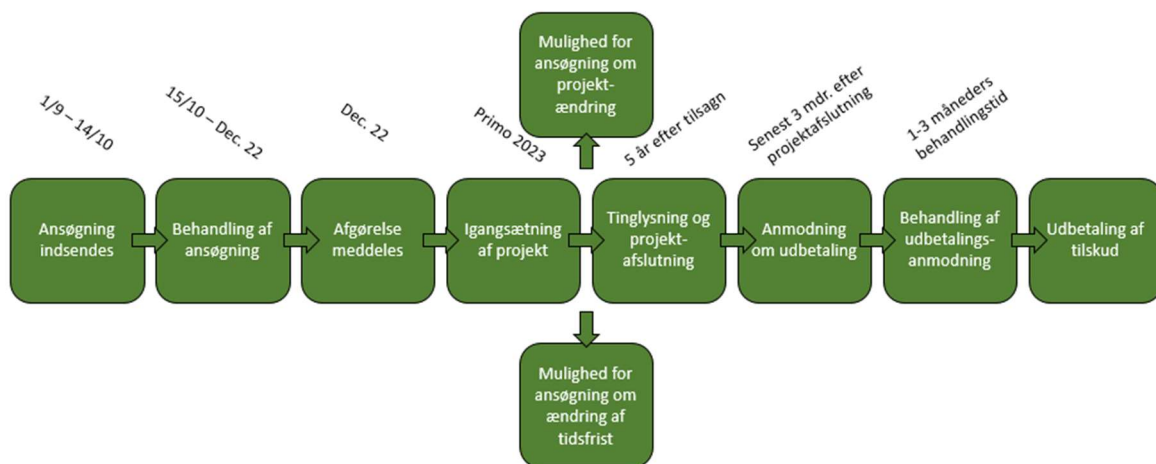 Mulighed for
ansøgning om
projekt-
ændring
1/9 – 14/10
15/10 – Dec. 22
Dec. 22
Primo 2023
5 år efter tilsagn
Senest 3 mdr. efter
projektafslutning
1-3 måneders
behandlingstid
Ansøgning
indsendes
Behandling af
ansøgning
Afgørelse
meddeles
Igangsætning
af projekt
Tinglysning og
projekt-
afslutning
Anmodning
om udbetaling
Behandling af
udbetalings-
anmodning
Udbetaling af
tilskud
Mulighed for
ansøgning om
ændring af
tidsfrist